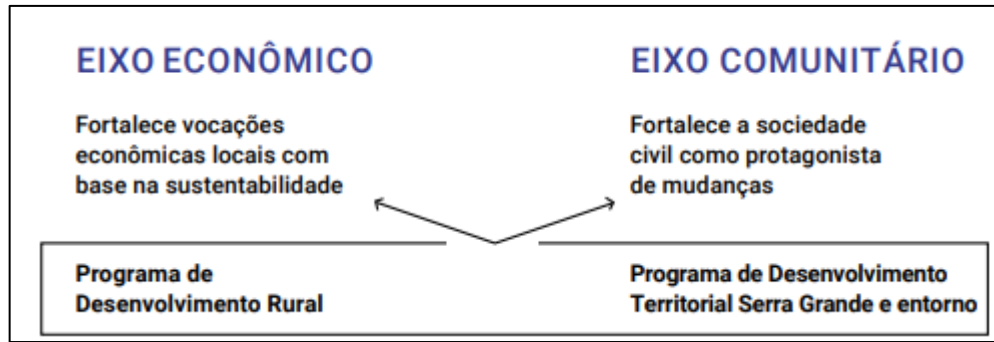 EIXO ECONÔMICO
Fortalece vocações
econômicas locais com
base na sustentabilidade
EIXO COMUNITÁRIO
Fortalece a sociedade
civil como protagonista
de mudanças
Programa de
Desenvolvimento Rural
Programa de Desenvolvimento
Territorial Serra Grande e entorno